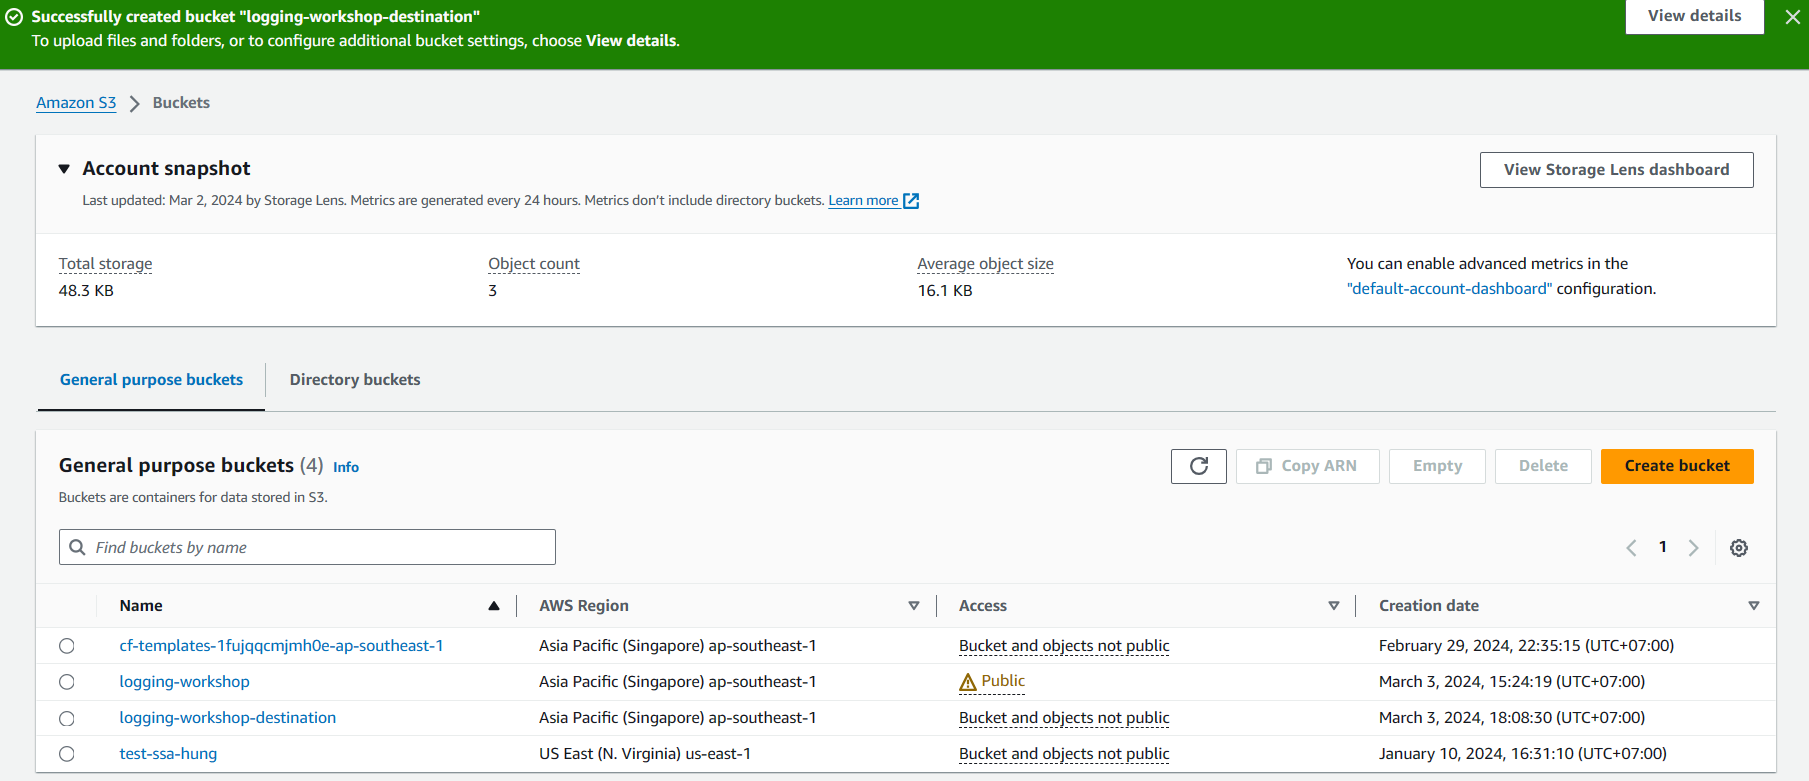 Successfully created bucket "logging-workshop-destination"
To upload files and folders, or to configure additional bucket settings, choose View details.
View details
Amazon S3 > Buckets
Account snapshot
Last updated: Mar 2, 2024 by Storage Lens. Metrics are generated every 24 hours. Metrics don't include directory buckets. Learn more
View Storage Lens dashboard
Total storage
48.3 KB
Object count
3
Average object size
16.1 KB
You can enable advanced metrics in the
"default-account-dashboard" configuration.
General purpose buckets
Directory buckets
General purpose buckets (4) Info
Buckets are containers for data stored in S3.
Copy ARN
Empty
Delete
Create bucket
Find buckets by name
1
Name AWS Region Access Creation date
cf-templates-1fujqqcmjmh0e-ap-southeast-1 Asia Pacific (Singapore) ap-southeast-1 Bucket and objects not public February 29, 2024, 22:35:15 (UTC+07:00)
logging-workshop Asia Pacific (Singapore) ap-southeast-1 Public March 3, 2024, 15:24:19 (UTC+07:00)
logging-workshop-destination Asia Pacific (Singapore) ap-southeast-1 Bucket and objects not public March 3, 2024, 18:08:30 (UTC+07:00)
test-ssa-hung US East (N. Virginia) us-east-1 Bucket and objects not public January 10, 2024, 16:31:10 (UTC+07:00)